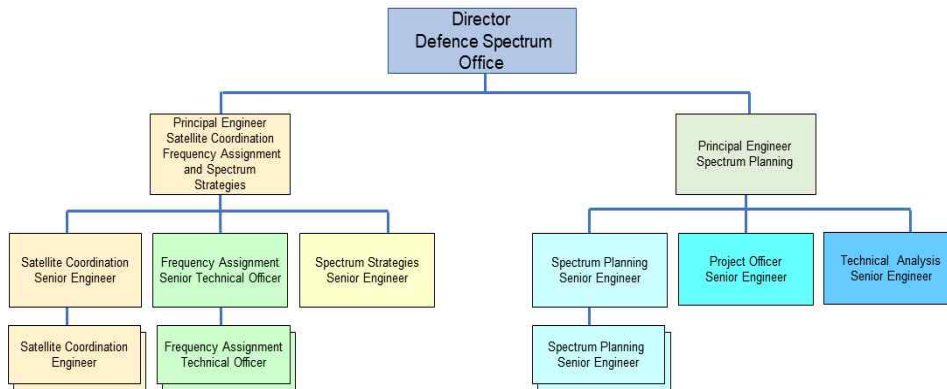 Director
Defence Spectrum
Office
Principal Engineer
Satellite Coordination
Frequency Assignment
and Spectrum
Strategies
Principal Engineer
Spectrum Planning
Satellite Coordination
Senior Engineer
Frequency Assignment
Senior Technical Officer
Spectrum Strategies
Senior Engineer
Spectrum Planning
Senior Engineer
Project Officer
Senior Engineer
Technical Analysis
Senior Engineer
Satellite Coordination
Engineer
Frequency Assignment
Technical Officer
Spectrum Planning
Senior Engineer